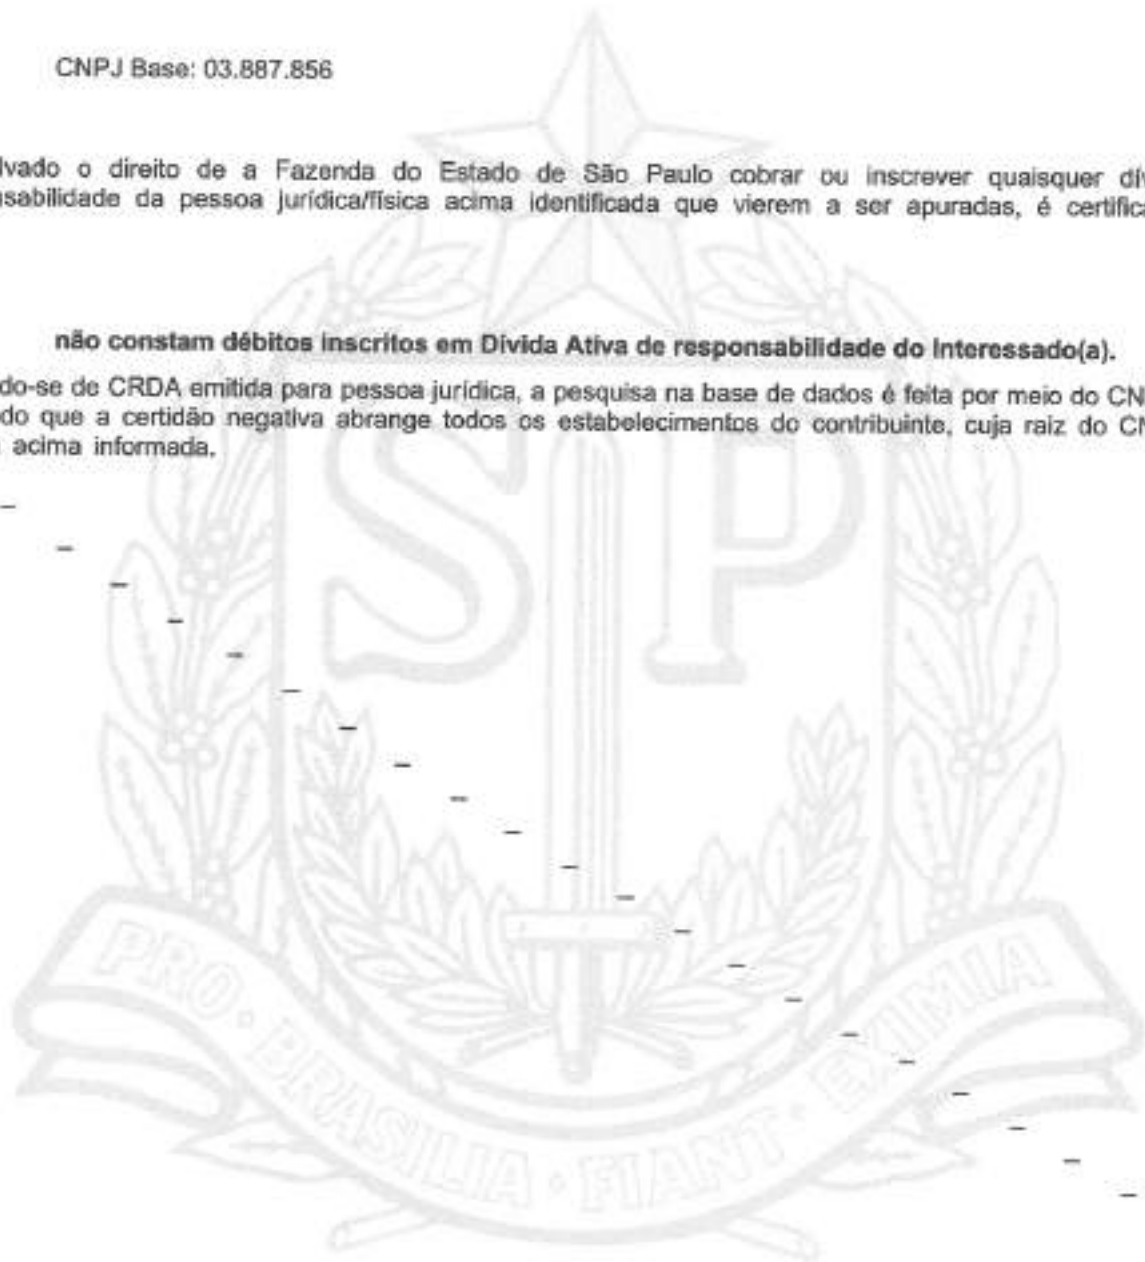 CNPJ Base: 03.887.856
lvado o direito de a Fazenda do Estado de São Paulo cobrar ou inscrever quaisquer dív
nsabilidade da pessoa jurídica/física acima identificada que vierem a ser apuradas, é certifica
não constam débitos inscritos em Dívida Ativa de responsabilidade do Interessado(a).
do-se de CRDA emitida para pessoa jurídica, a pesquisa na base de dados é feita por meio do CN
do que a certidão negativa abrange todos os estabelecimentos do contribuinte, cuja raiz do CN
acima informada.
SP
PRO · BRASILIA · FIANT · EXIMIA